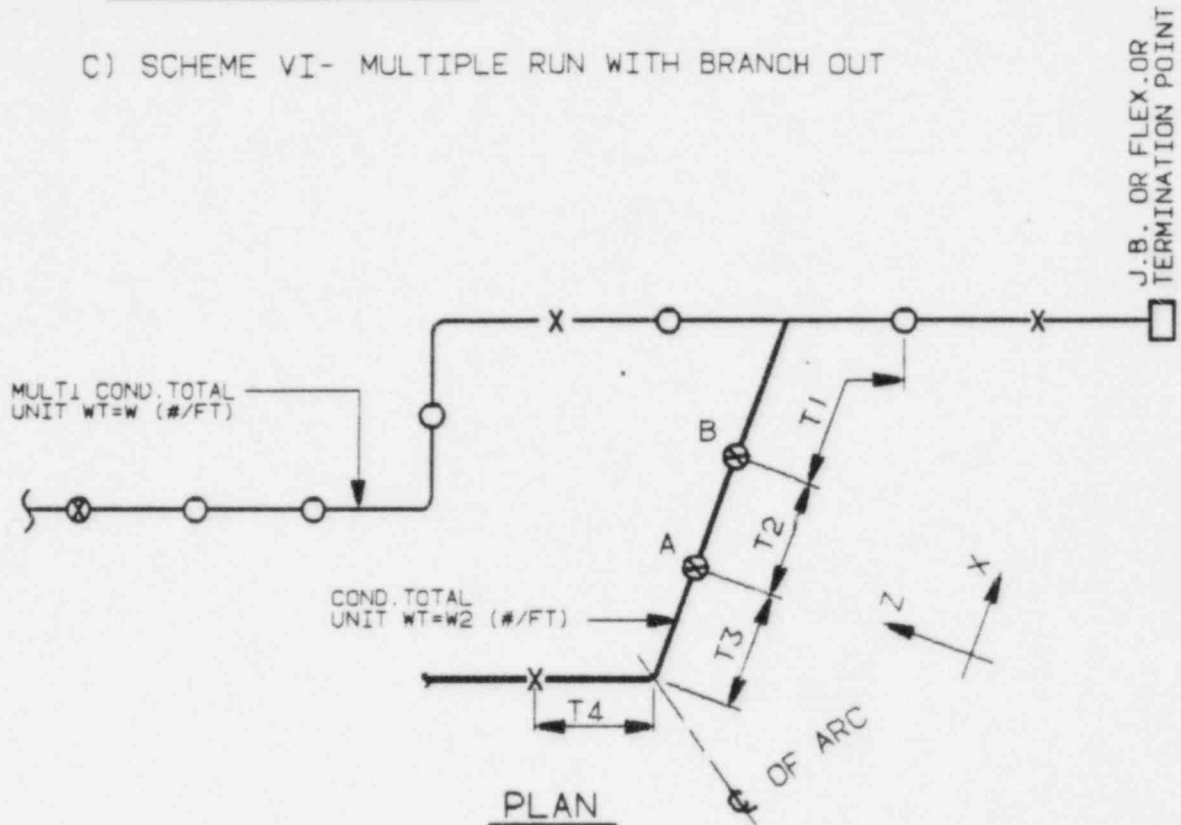 C) SCHEME VI- MULTIPLE RUN WITH BRANCH OUT
J.B. OR FLEX.OR
TERMINATION POINT
MULTI COND.TOTAL
UNIT WT=W (#/FT)
B
T1
A
T2
X
Z
COND.TOTAL
UNIT WT=W2 (#/FT)
T3
T4
℄ OF ARC
PLAN